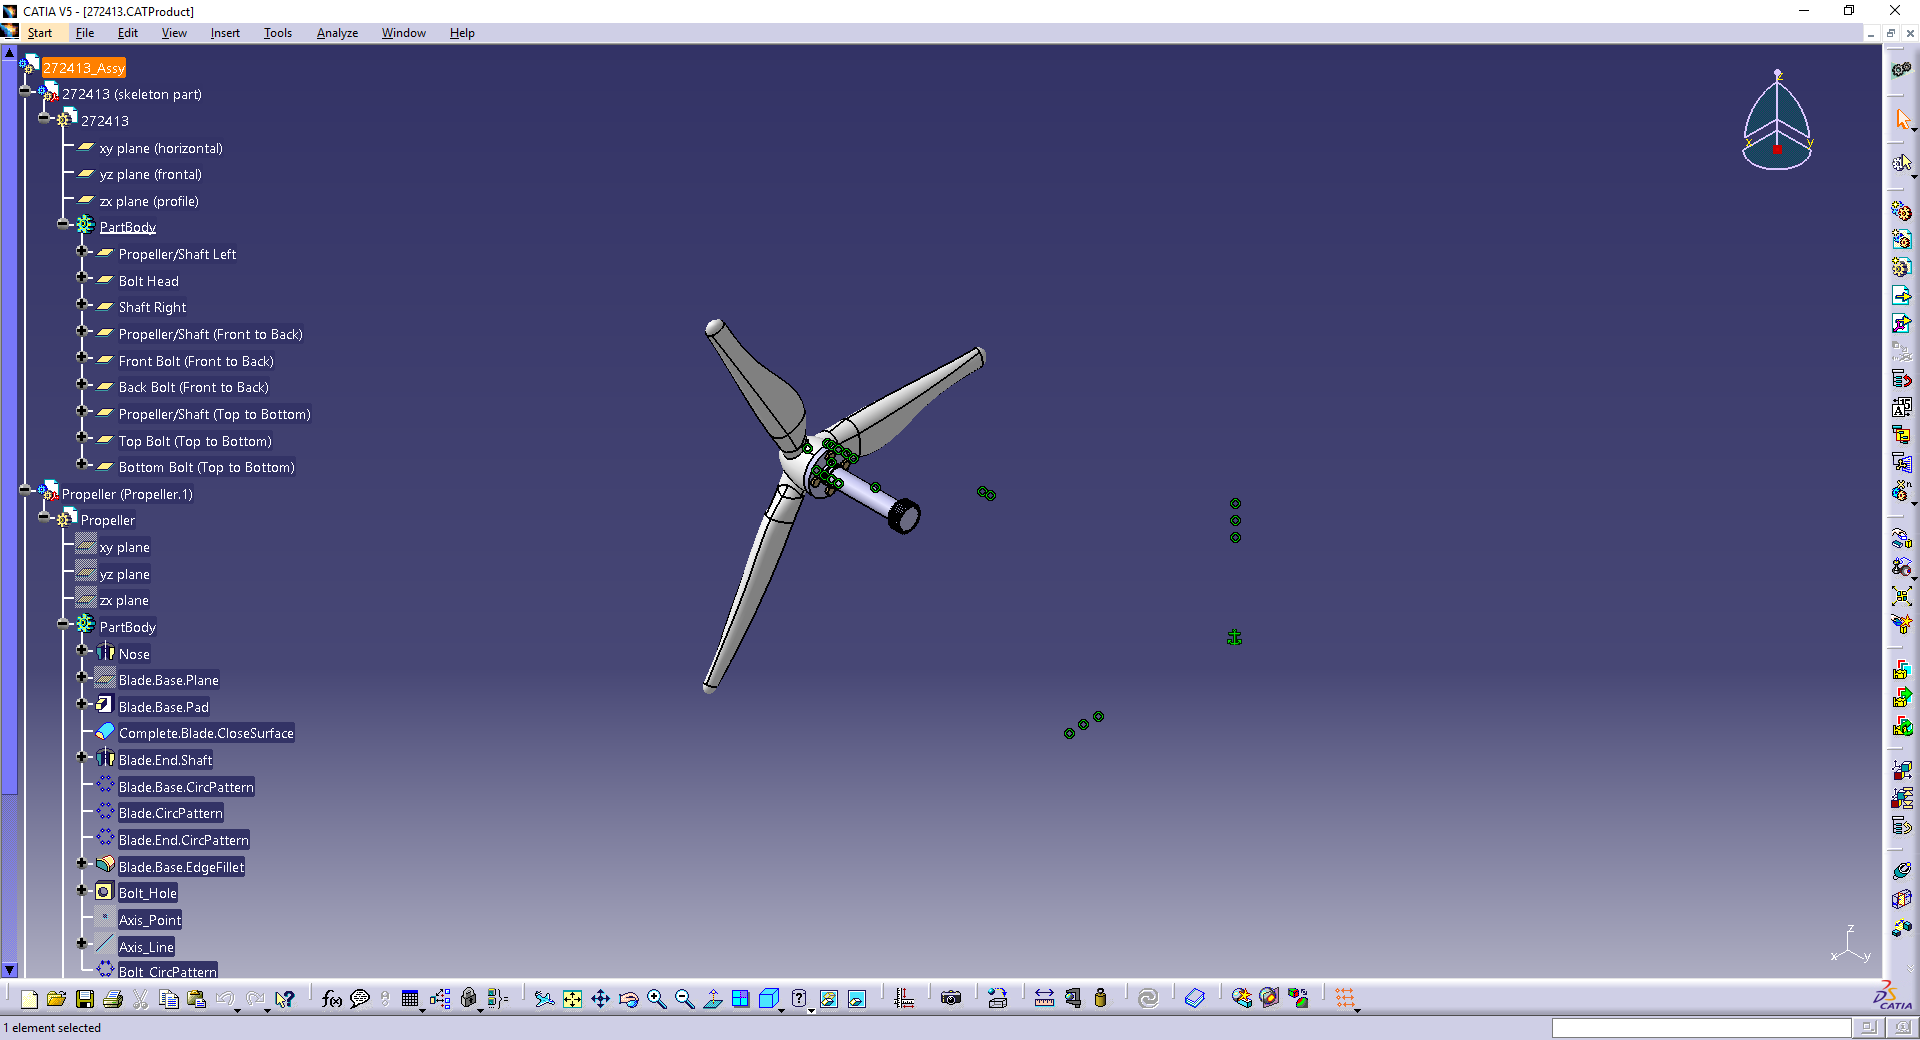 CATIA V5 - [272413.CATProduct]
Start File Edit View Insert Tools Analyze Window Help
272413_Assy
272413 (skeleton part)
272413
xy plane (horizontal)
yz plane (frontal)
zx plane (profile)
PartBody
Propeller/Shaft Left
Bolt Head
Shaft Right
Propeller/Shaft (Front to Back)
Front Bolt (Front to Back)
Back Bolt (Front to Back)
Propeller/Shaft (Top to Bottom)
Top Bolt (Top to Bottom)
Bottom Bolt (Top to Bottom)
Propeller (Propeller.1)
Propeller
xy plane
yz plane
zx plane
PartBody
Nose
Blade.Base.Plane
Blade.Base.Pad
Complete.Blade.CloseSurface
Blade.End.Shaft
Blade.Base.CircPattern
Blade.CircPattern
Blade.End.CircPattern
Blade.Base.EdgeFillet
Bolt_Hole
Axis_Point
Axis_Line
Bolt_CircPattern
z
x
y
z
x
y
f(x)
CATIA
1 element selected